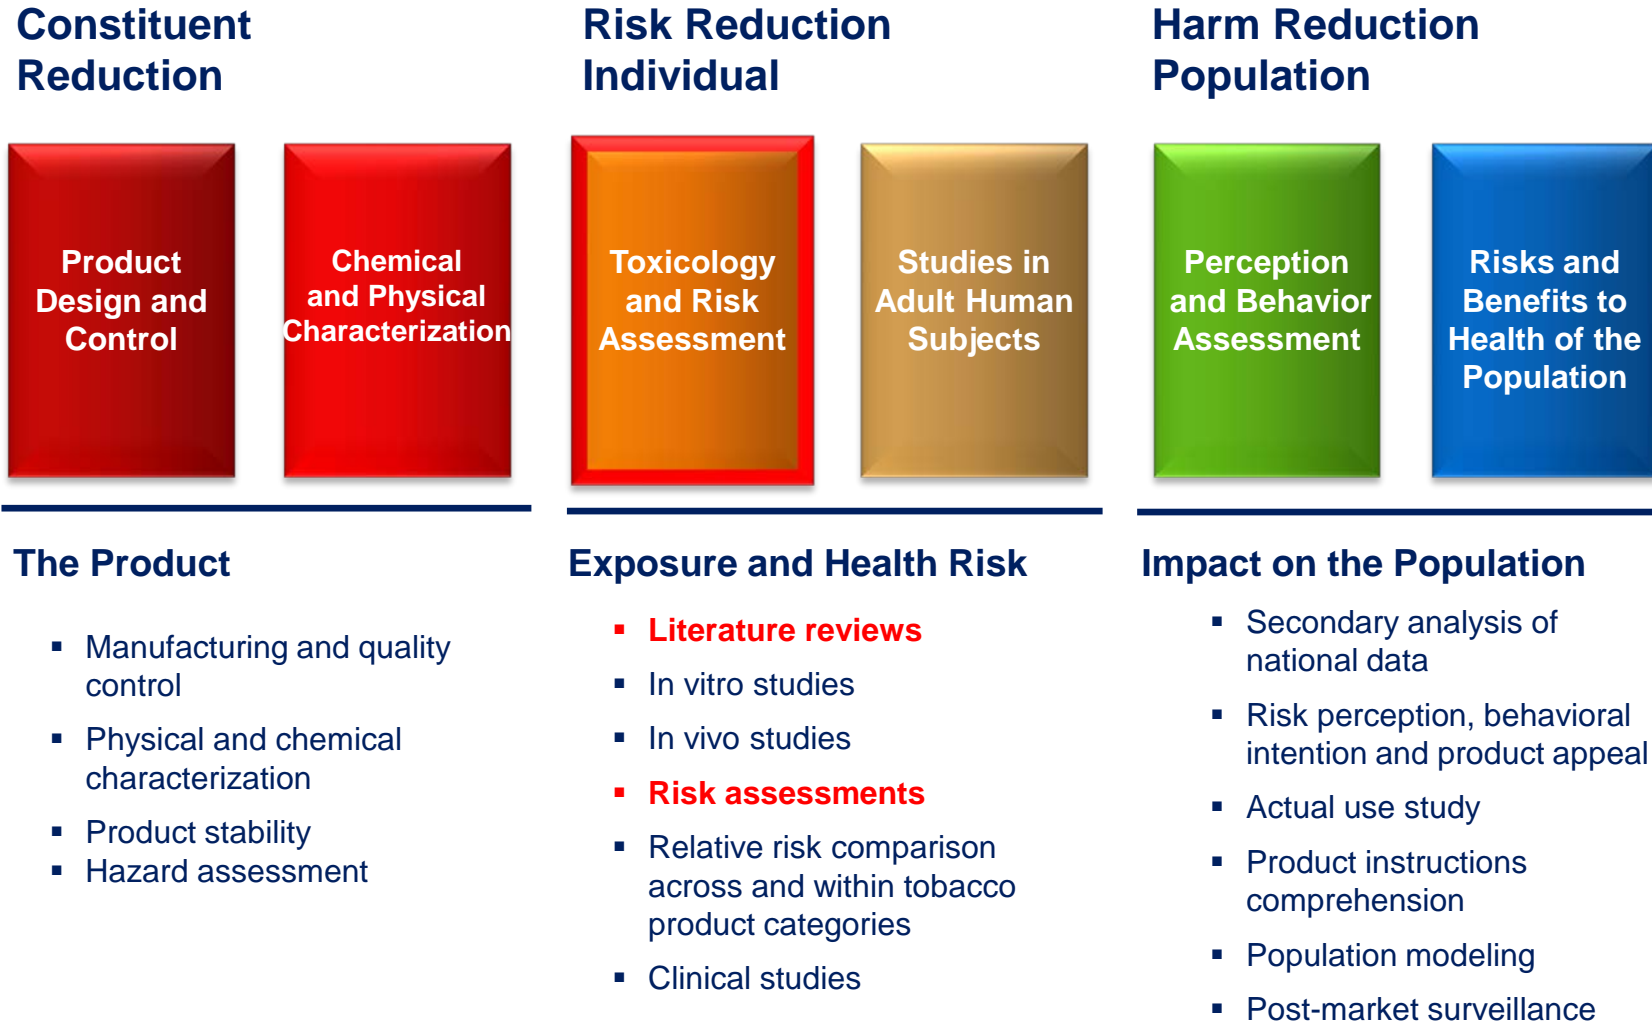 Constituent
Reduction
Risk Reduction
Individual
Harm Reduction
Population
Product
Design and
Control
Chemical
and Physical
Characterization
Toxicology
and Risk
Assessment
Studies in
Adult Human
Subjects
Perception
and Behavior
Assessment
Risks and
Benefits to
Health of the
Population
The Product
▪ Manufacturing and quality
control
▪ Physical and chemical
characterization
▪ Product stability
▪ Hazard assessment
Exposure and Health Risk
▪ Literature reviews
▪ In vitro studies
▪ In vivo studies
▪ Risk assessments
▪ Relative risk comparison
across and within tobacco
product categories
▪ Clinical studies
Impact on the Population
▪ Secondary analysis of
national data
▪ Risk perception, behavioral
intention and product appeal
▪ Actual use study
▪ Product instructions
comprehension
▪ Population modeling
▪ Post-market surveillance